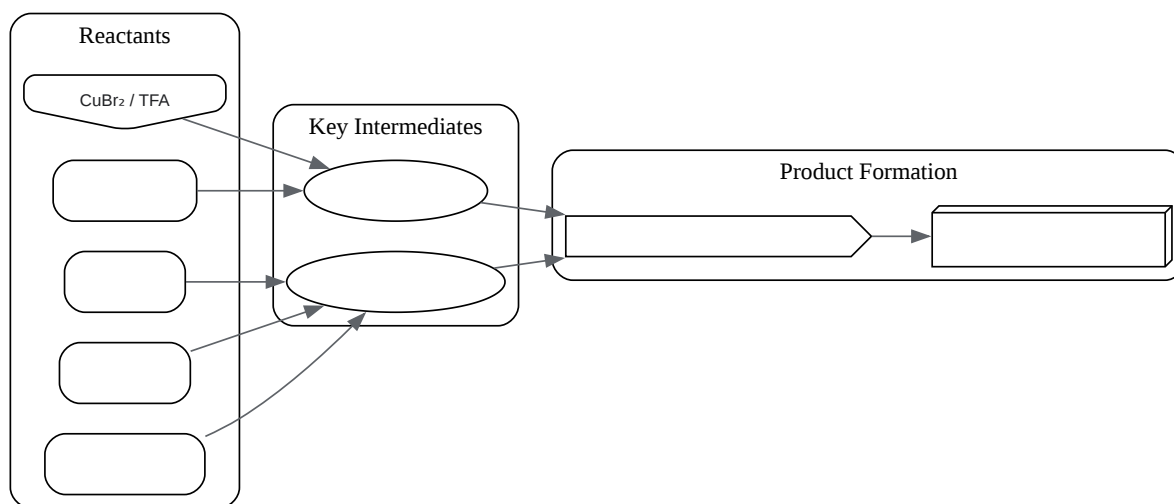 Reactants
CuBr₂ / TFA
Key Intermediates
Product Formation